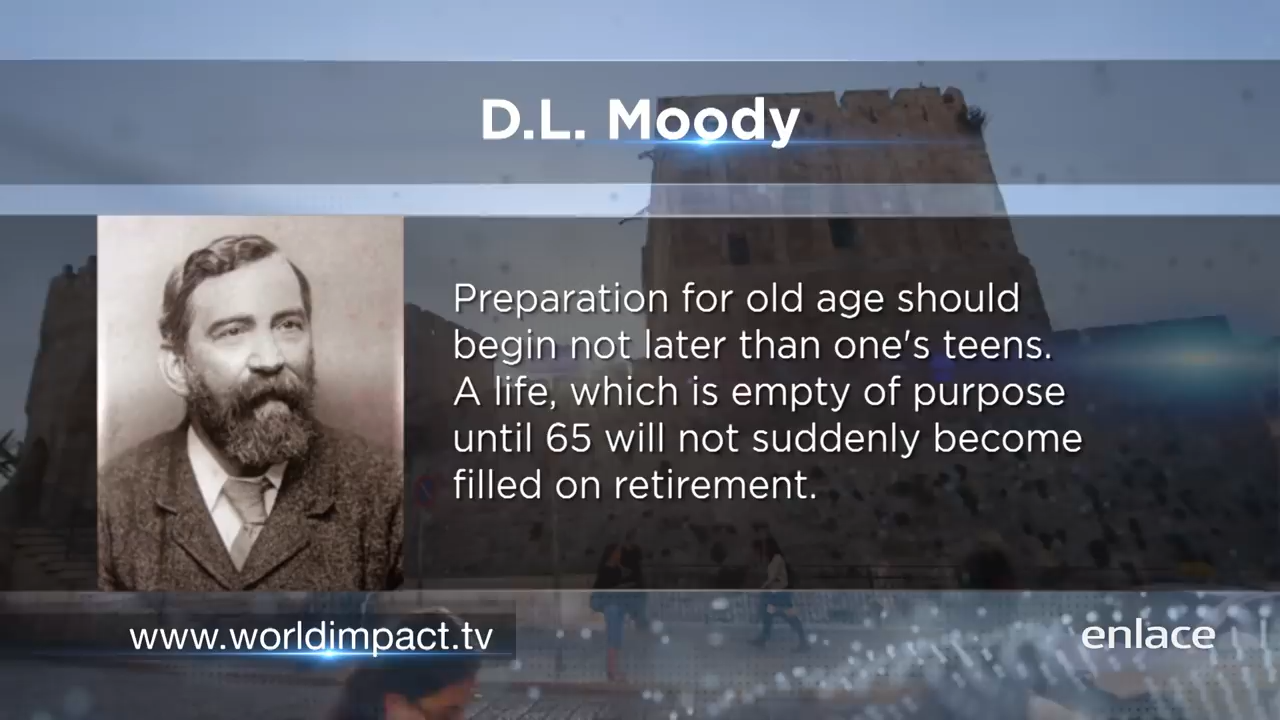 D.L. Moody
Preparation for old age should
begin not later than one's teens.
A life, which is empty of purpose
until 65 will not suddenly become
filled on retirement.
www.worldimpact.tv
enlace